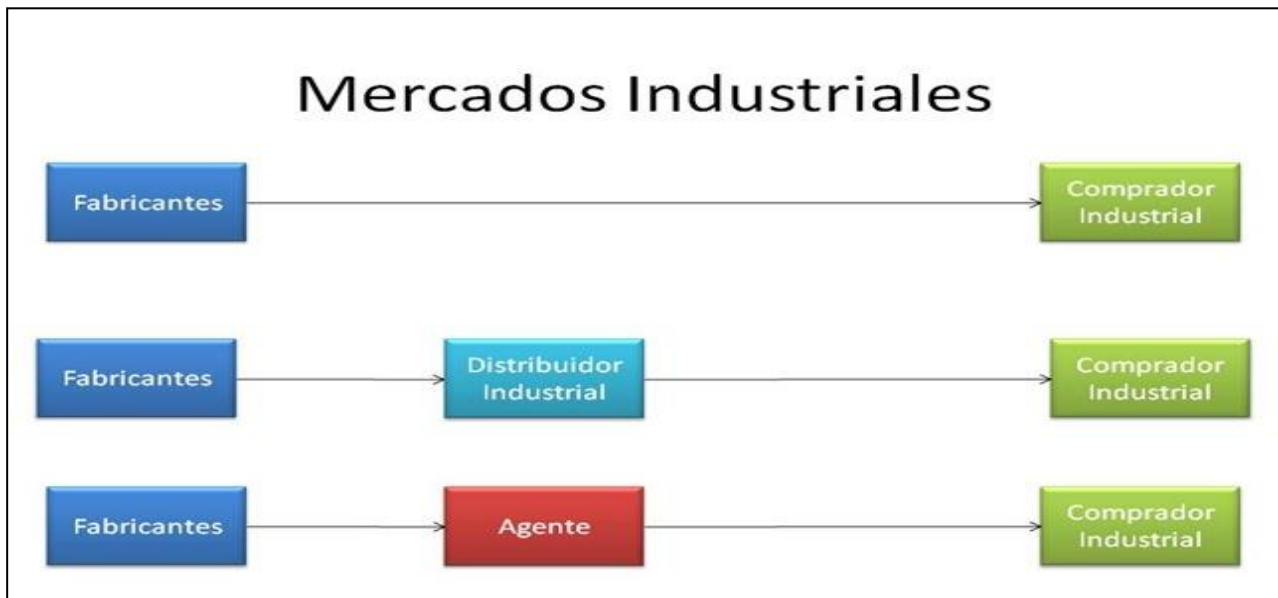 Mercados Industriales
Fabricantes
Comprador
Industrial
Fabricantes
Distribuidor
Industrial
Comprador
Industrial
Fabricantes
Agente
Comprador
Industrial